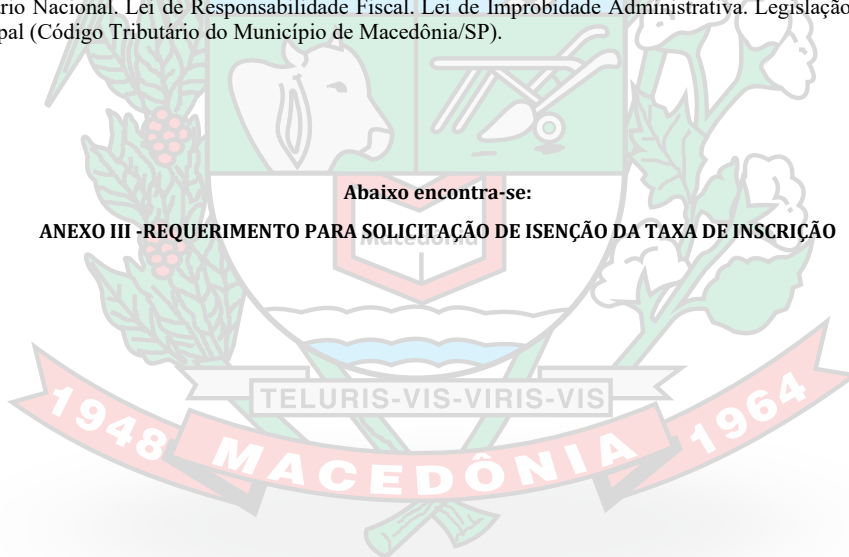 ário Nacional. Lei de Responsabilidade Fiscal. Lei de Improbidade Administrativa. Legislação
pal (Código Tributário do Município de Macedônia/SP).
Abaixo encontra-se:
ANEXO III -REQUERIMENTO PARA SOLICITAÇÃO DE ISENÇÃO DA TAXA DE INSCRIÇÃO
Macedônia
TELURIS-VIS-VIRIS-VIS
1948 MACEDÔNIA 1964